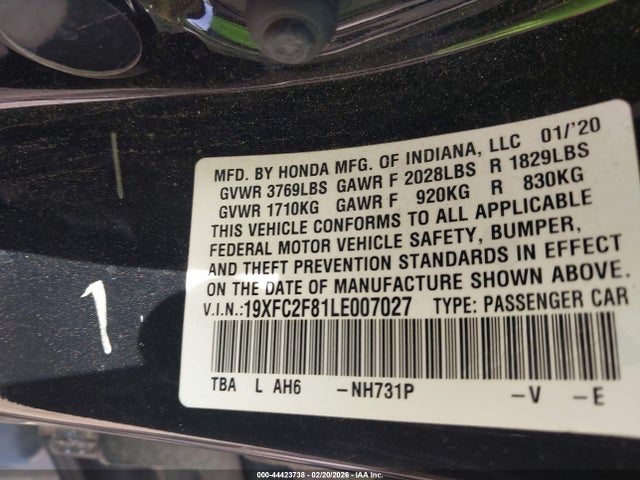 MFD. BY HONDA MFG. OF INDIANA, LLC 01/'20
GVWR 3769LBS GAWR F 2028LBS R 1829LBS
GVWR 1710KG GAWR F 920KG R 830KG
THIS VEHICLE CONFORMS TO ALL APPLICABLE
FEDERAL MOTOR VEHICLE SAFETY, BUMPER,
AND THEFT PREVENTION STANDARDS IN EFFECT
ON THE DATE OF MANUFACTURE SHOWN ABOVE.
V.I.N.:19XFC2F81LE007027 TYPE: PASSENGER CAR
TBA L AH6 -NH731P -V -E
1
000-44423738 - 02/20/2026 - IAA Inc.